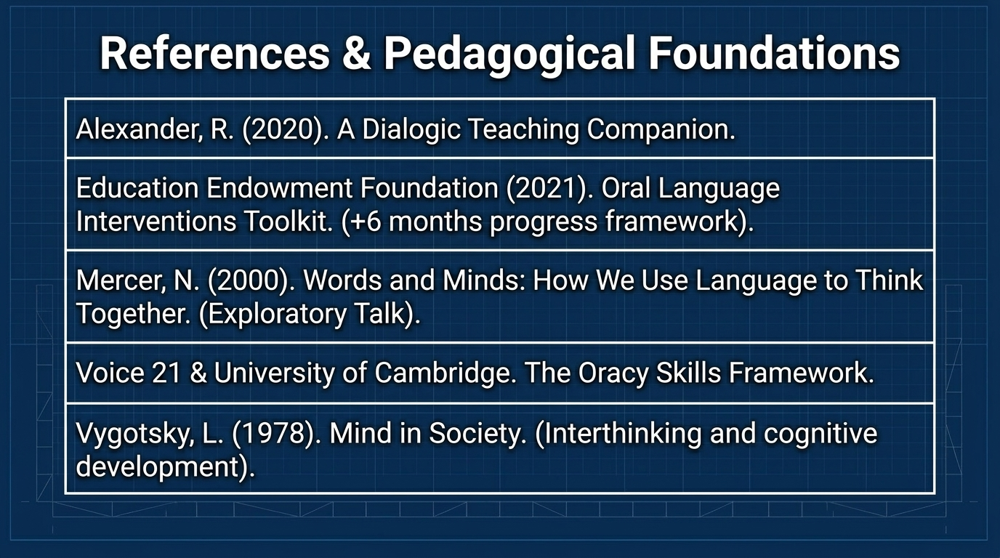 References & Pedagogical Foundations
Alexander, R. (2020). A Dialogic Teaching Companion.
Education Endowment Foundation (2021). Oral Language
Interventions Toolkit. (+6 months progress framework).
Mercer, N. (2000). Words and Minds: How We Use Language to Think
Together. (Exploratory Talk).
Voice 21 & University of Cambridge. The Oracy Skills Framework.
Vygotsky, L. (1978). Mind in Society. (Interthinking and cognitive
development).